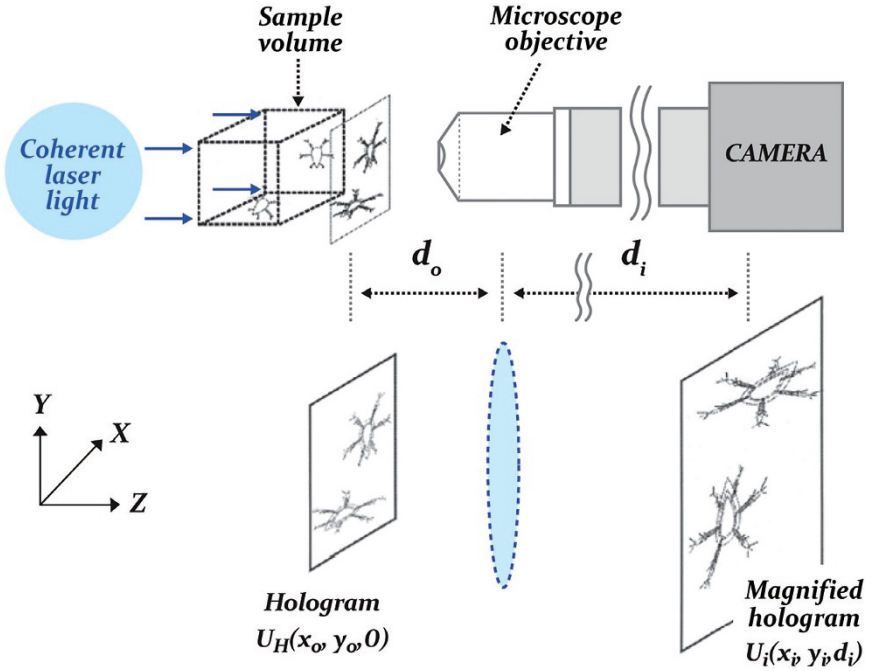 Sample
volume
Microscope
objective
Coherent
laser
light
CAMERA
dₒ
dᵢ
Y
X
Z
Hologram
U_H(xₒ, yₒ,0)
Magnified
hologram
Uᵢ(xᵢ, yᵢ,dᵢ)